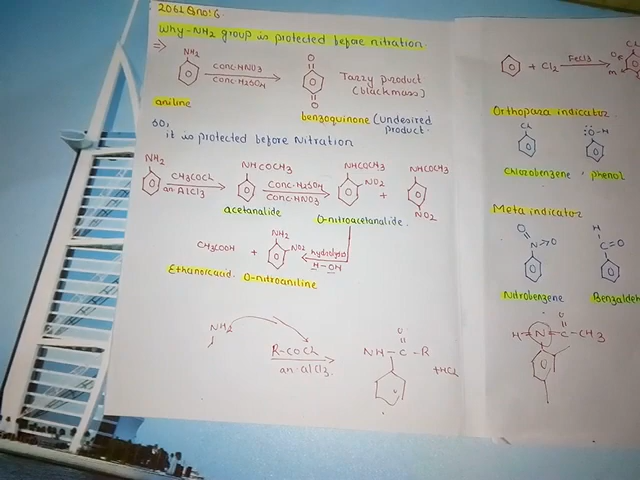 2061 Q.no:6.
Why -NH2 group is protected before nitration.
⇒
NH2
conc.HNO3
conc.H2SO4
O
O
Tarry product
(blackmass)
aniline
benzoquinone (undesired
product.
so,
it is protected before Nitration
NH2
CH3COCl
an.AlCl3
NHCOCH3
conc.H2SO4
conc.HNO3
NHCOCH3
NO2
+
NHCOCH3
NO2
acetanalide
O-nitroacetanalide.
CH3COOH
+
NH2
NO2
hydrolysis
H-OH
Ethanoicacid.
O-nitroaniline
NH2
R-COCl
an.AlCl3.
O
NH-C-R
+HCl
+ Cl2
FeCl3
Cl
Orthopara indicator.
Cl
:O-H
Chlorobenzene.
phenol
Meta indicator
O
N→O
H
C=O
Nitrobenzene
Benzalde
O
H-N-C-CH3